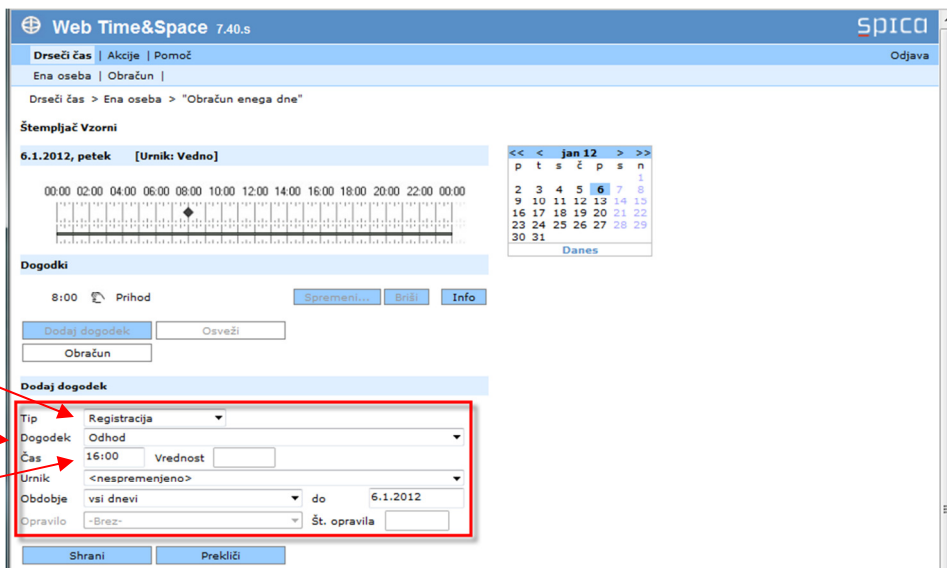 Web Time&Space 7.40.s
spica
Drseči čas | Akcije | Pomoč
Odjava
Ena oseba | Obračun |
Drseči čas > Ena oseba > "Obračun enega dne"
Štempljač Vzorni
6.1.2012, petek [Urnik: Vedno]
00:00 02:00 04:00 06:00 08:00 10:00 12:00 14:00 16:00 18:00 20:00 22:00 00:00
<< < jan 12 > >>
p t s č p s n
1
2 3 4 5 6 7 8
9 10 11 12 13 14 15
16 17 18 19 20 21 22
23 24 25 26 27 28 29
30 31
Danes
Dogodki
8:00 Prihod Spremeni... Briši Info
Dodaj dogodek Osveži
Obračun
Dodaj dogodek
Tip Registracija
Dogodek Odhod
Čas 16:00 Vrednost
Urnik <nespremenjeno>
Obdobje vsi dnevi do 6.1.2012
Opravilo -Brez- Št. opravila
Shrani Prekliči